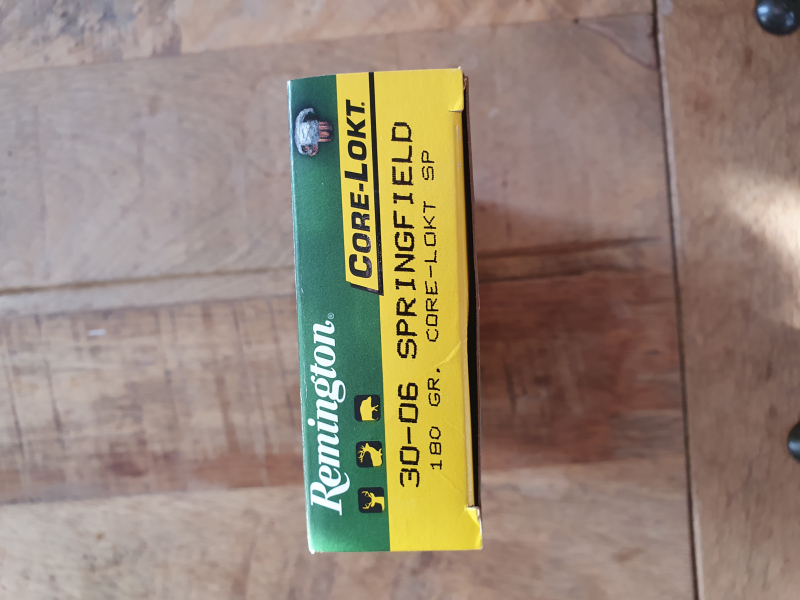 Remington®
CORE-LOKT.
30-06 SPRINGFIELD
180 GR. CORE-LOKT SP